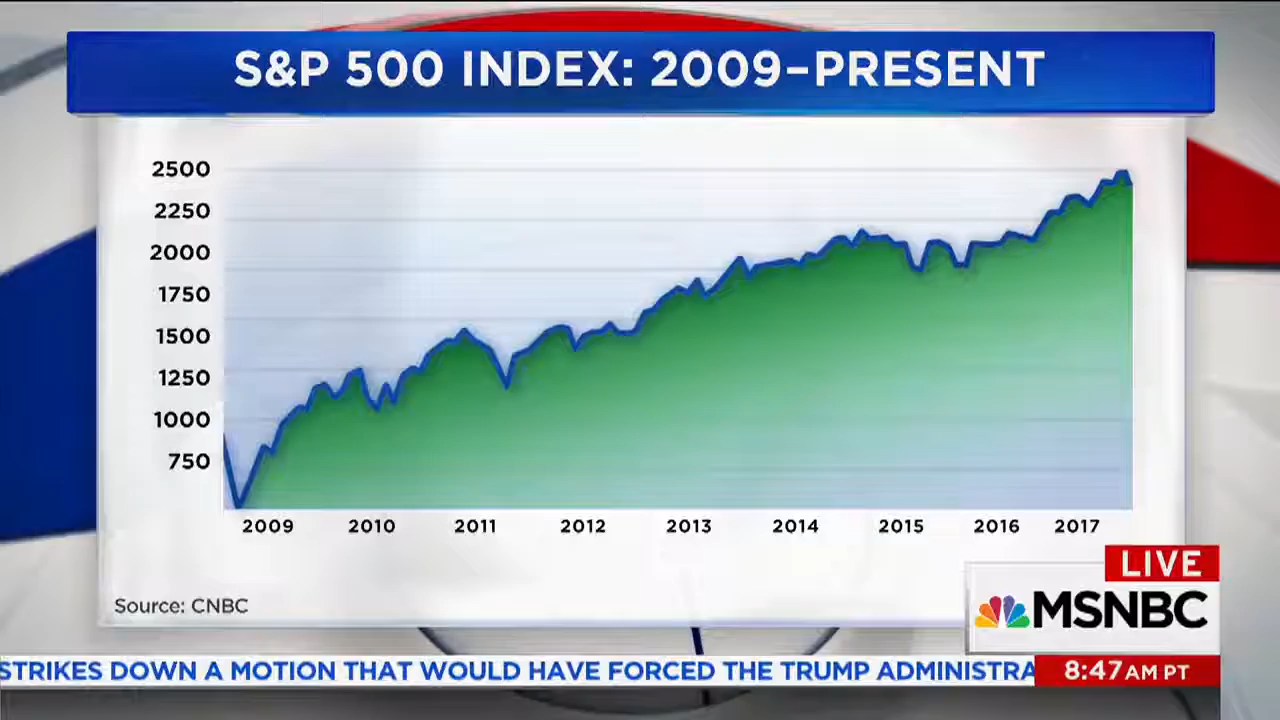 S&P 500 INDEX: 2009–PRESENT
2500
2250
2000
1750
1500
1250
1000
750
2009 2010 2011 2012 2013 2014 2015 2016 2017
Source: CNBC
LIVE
MSNBC
STRIKES DOWN A MOTION THAT WOULD HAVE FORCED THE TRUMP ADMINISTRA
8:47 AM PT